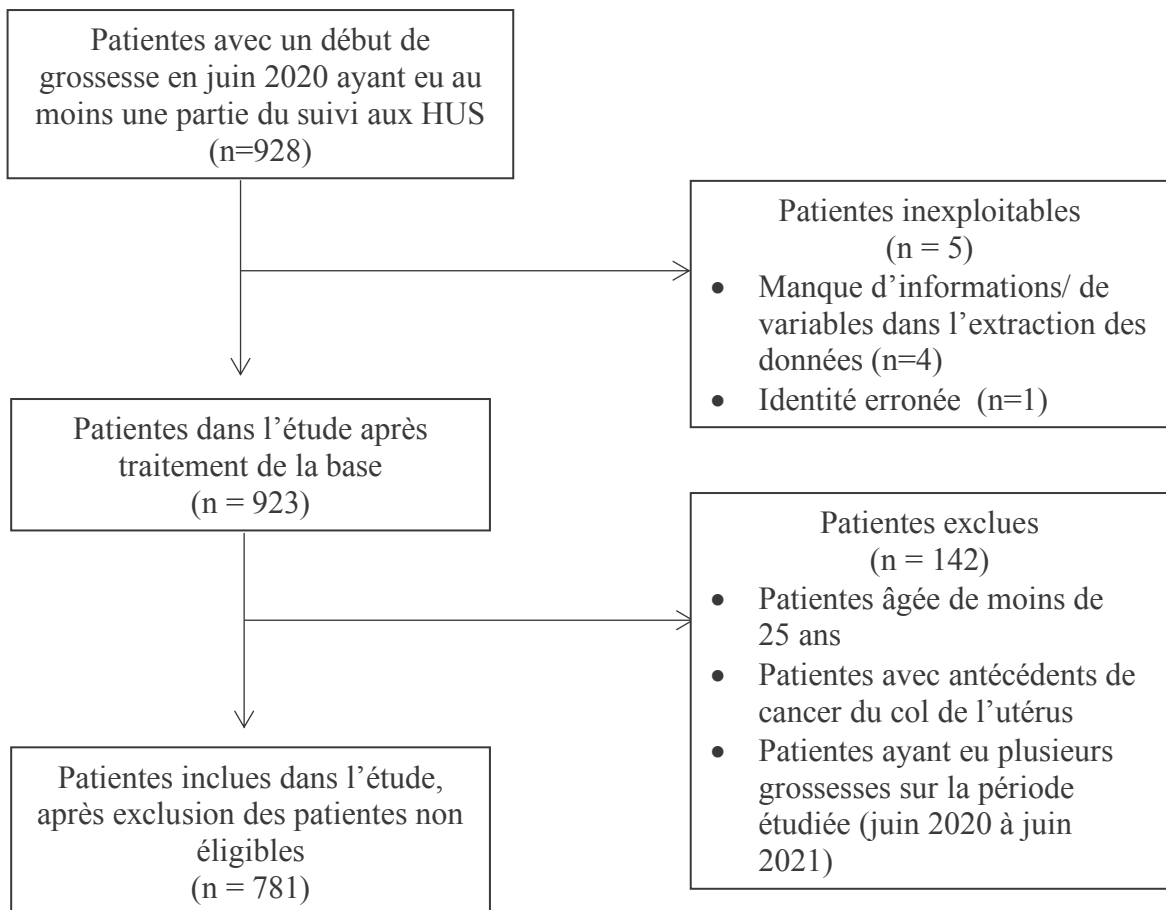 Patientes avec un début de
grossesse en juin 2020 ayant eu au
moins une partie du suivi aux HUS
(n=928)
Patientes inexploitables
(n = 5)
• Manque d’informations/ de
variables dans l’extraction des
données (n=4)
• Identité erronée (n=1)
Patientes dans l’étude après
traitement de la base
(n = 923)
Patientes exclues
(n = 142)
• Patientes âgée de moins de
25 ans
• Patientes avec antécédents de
cancer du col de l’utérus
• Patientes ayant eu plusieurs
grossesses sur la période
étudiée (juin 2020 à juin
2021)
Patientes inclues dans l’étude,
après exclusion des patientes non
éligibles
(n = 781)